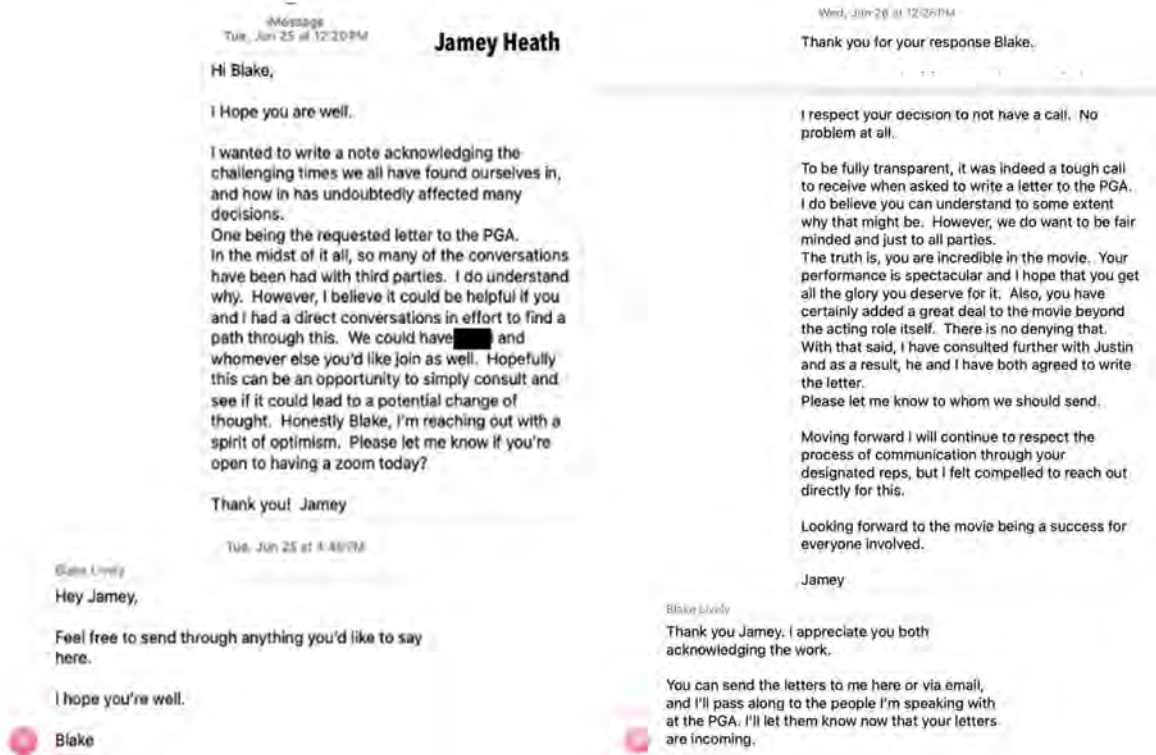 iMessage
Tue, Jun 25 at 12:20 PM
Jamey Heath
Hi Blake,
I Hope you are well.
I wanted to write a note acknowledging the
challenging times we all have found ourselves in,
and how in has undoubtedly affected many
decisions.
One being the requested letter to the PGA.
In the midst of it all, so many of the conversations
have been had with third parties. I do understand
why. However, I believe it could be helpful if you
and I had a direct conversations in effort to find a
path through this. We could have and
whomever else you'd like join as well. Hopefully
this can be an opportunity to simply consult and
see if it could lead to a potential change of
thought. Honestly Blake, I'm reaching out with a
spirit of optimism. Please let me know if you're
open to having a zoom today?
Thank you! Jamey
Tue, Jun 25 at 4:46 PM
Blake Lively
Hey Jamey,
Feel free to send through anything you'd like to say
here.
I hope you're well.
Blake
Wed, Jun 26 at 12:26 PM
Thank you for your response Blake.
I respect your decision to not have a call. No
problem at all.
To be fully transparent, it was indeed a tough call
to receive when asked to write a letter to the PGA.
I do believe you can understand to some extent
why that might be. However, we do want to be fair
minded and just to all parties.
The truth is, you are incredible in the movie. Your
performance is spectacular and I hope that you get
all the glory you deserve for it. Also, you have
certainly added a great deal to the movie beyond
the acting role itself. There is no denying that.
With that said, I have consulted further with Justin
and as a result, he and I have both agreed to write
the letter.
Please let me know to whom we should send.
Moving forward I will continue to respect the
process of communication through your
designated reps, but I felt compelled to reach out
directly for this.
Looking forward to the movie being a success for
everyone involved.
Jamey
Blake Lively
Thank you Jamey. I appreciate you both
acknowledging the work.
You can send the letters to me here or via email,
and I'll pass along to the people I'm speaking with
at the PGA. I'll let them know now that your letters
are incoming.